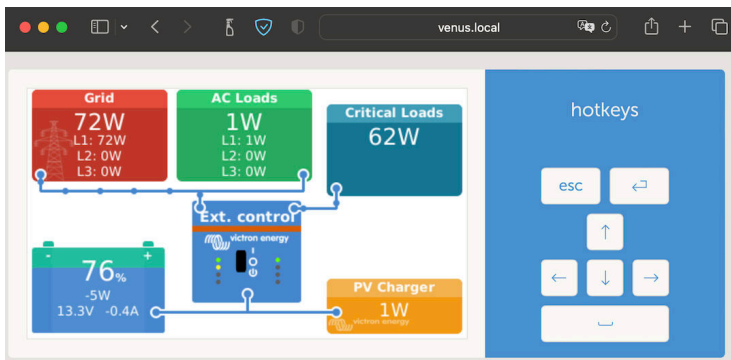 venus.local
Grid
72W
L1: 72W
L2: 0W
L3: 0W
AC Loads
1W
L1: 1W
L2: 0W
L3: 0W
Critical Loads
62W
Ext. control
victron energy
76%
-5W
13.3V -0.4A
PV Charger
1W
victron energy
hotkeys
esc